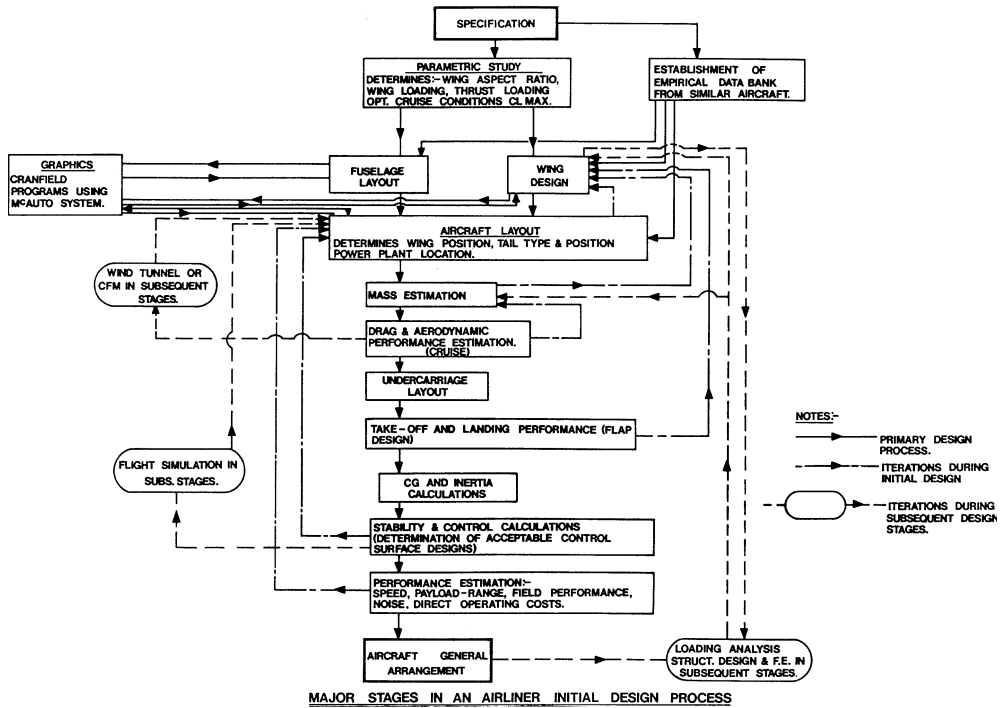 SPECIFICATION
PARAMETRIC STUDY
DETERMINES:-WING ASPECT RATIO,
WING LOADING, THRUST LOADING
OPT. CRUISE CONDITIONS CL MAX.
ESTABLISHMENT OF
EMPIRICAL DATA BANK
FROM SIMILAR AIRCRAFT.
GRAPHICS
CRANFIELD
PROGRAMS USING
McAUTO SYSTEM.
FUSELAGE
LAYOUT
WING
DESIGN
AIRCRAFT LAYOUT
DETERMINES WING POSITION, TAIL TYPE & POSITION
POWER PLANT LOCATION.
WIND TUNNEL OR
CFM IN SUBSEQUENT
STAGES.
MASS ESTIMATION
DRAG & AERODYNAMIC
PERFORMANCE ESTIMATION.
(CRUISE)
UNDERCARRIAGE
LAYOUT
TAKE-OFF AND LANDING PERFORMANCE (FLAP
DESIGN)
FLIGHT SIMULATION IN
SUBS. STAGES.
CG AND INERTIA
CALCULATIONS
STABILITY & CONTROL CALCULATIONS
(DETERMINATION OF ACCEPTABLE CONTROL
SURFACE DESIGNS)
PERFORMANCE ESTIMATION:-
SPEED, PAYLOAD-RANGE, FIELD PERFORMANCE,
NOISE, DIRECT OPERATING COSTS.
AIRCRAFT GENERAL
ARRANGEMENT
LOADING ANALYSIS
STRUCT. DESIGN & F.E. IN
SUBSEQUENT STAGES.
NOTES:-
PRIMARY DESIGN
PROCESS.
ITERATIONS DURING
INITIAL DESIGN
ITERATIONS DURING
SUBSEQUENT DESIGN
STAGES.
MAJOR STAGES IN AN AIRLINER INITIAL DESIGN PROCESS